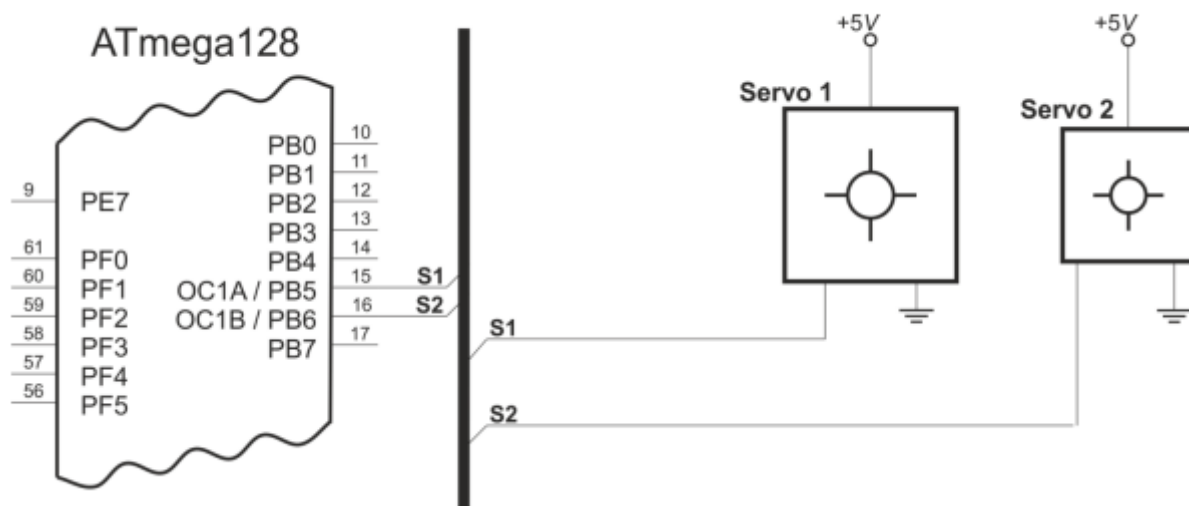 ATmega128
9
PE7
61
PF0
60
PF1
59
PF2
58
PF3
57
PF4
56
PF5
PB0
10
PB1
11
PB2
12
PB3
13
PB4
14
OC1A / PB5
15
S1
OC1B / PB6
16
S2
PB7
17
+5V
Servo 1
+5V
Servo 2
S1
S2